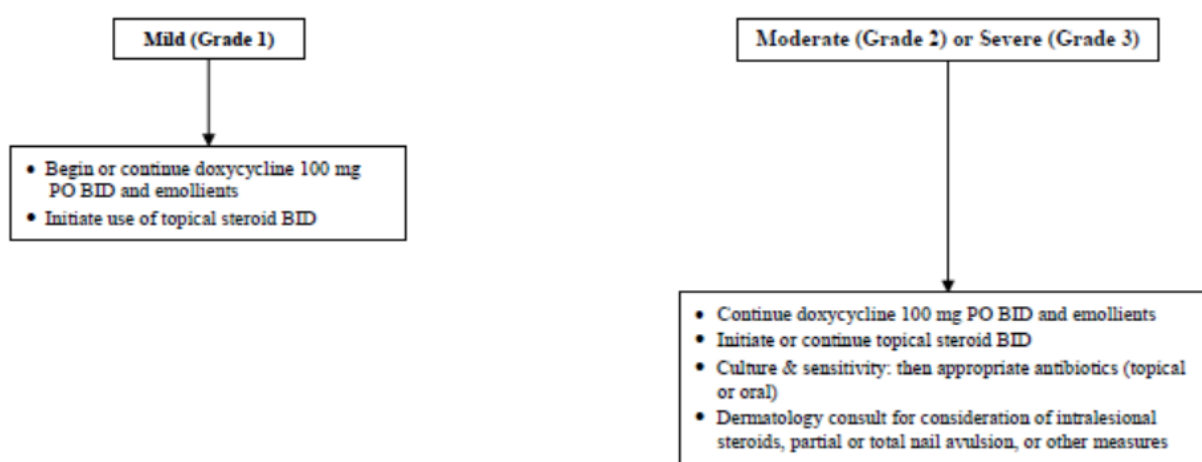 Mild (Grade 1)
• Begin or continue doxycycline 100 mg
PO BID and emollients
• Initiate use of topical steroid BID
Moderate (Grade 2) or Severe (Grade 3)
• Continue doxycycline 100 mg PO BID and emollients
• Initiate or continue topical steroid BID
• Culture & sensitivity: then appropriate antibiotics (topical
or oral)
• Dermatology consult for consideration of intralesional
steroids, partial or total nail avulsion, or other measures